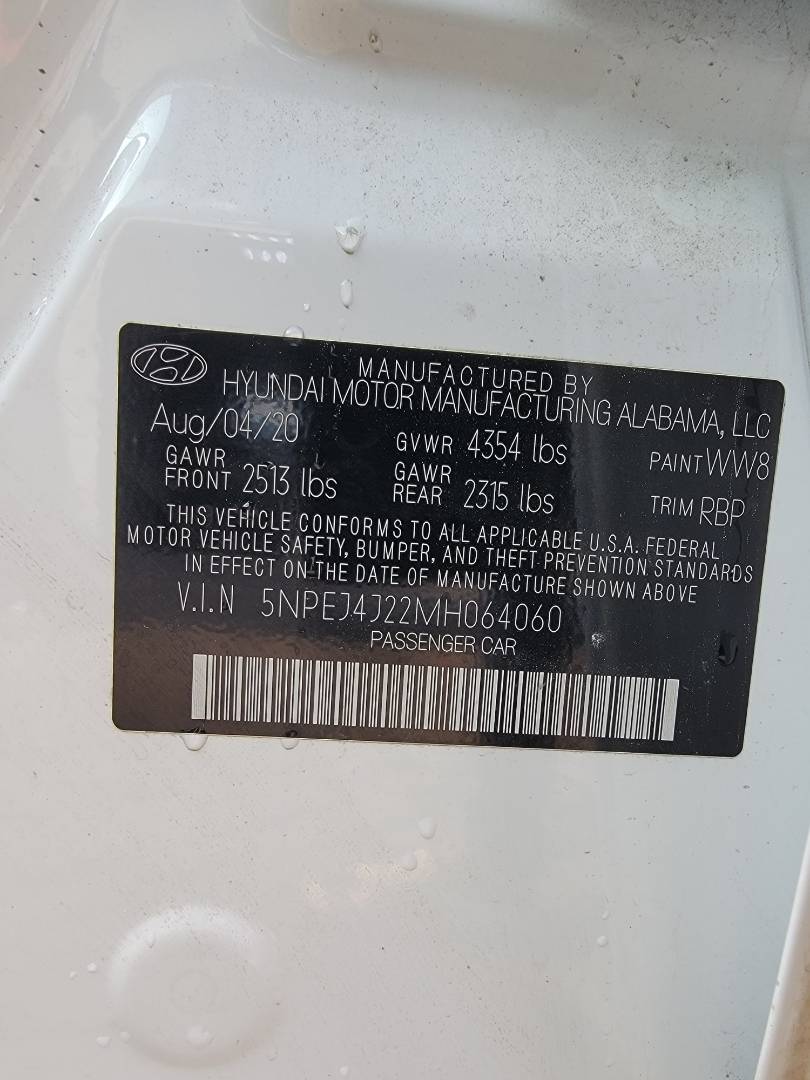 MANUFACTURED BY
HYUNDAI MOTOR MANUFACTURING ALABAMA, LLC
Aug/04/20 GVWR 4354 lbs PAINT WW8
GAWR FRONT 2513 lbs GAWR REAR 2315 lbs TRIM RBP
THIS VEHICLE CONFORMS TO ALL APPLICABLE U.S.A. FEDERAL
MOTOR VEHICLE SAFETY, BUMPER, AND THEFT PREVENTION STANDARDS
IN EFFECT ON THE DATE OF MANUFACTURE SHOWN ABOVE
V.I.N 5NPEJ4J22MH064060
PASSENGER CAR